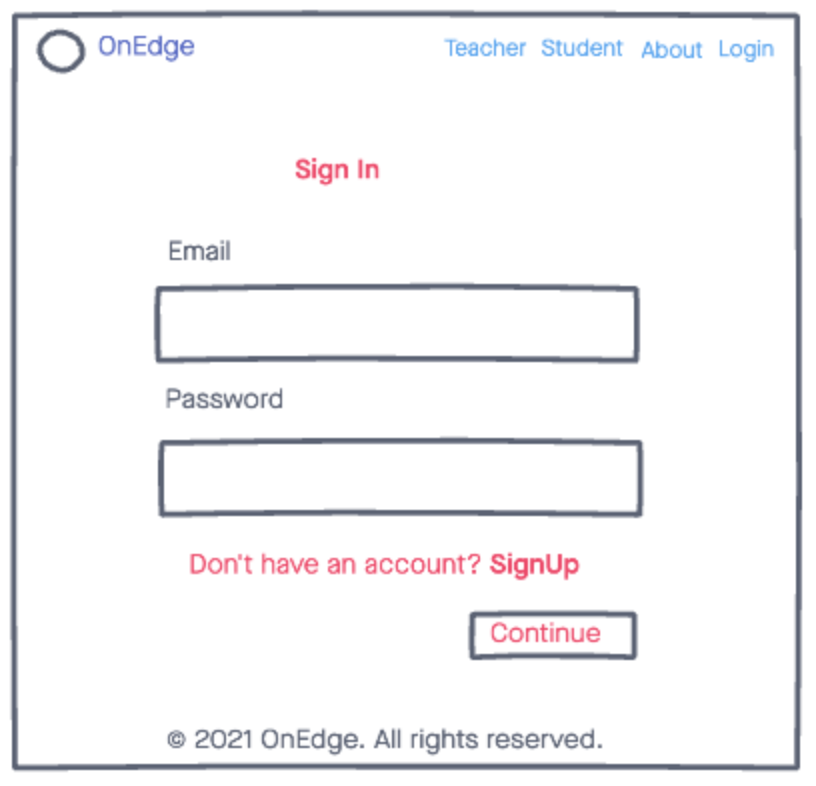 OnEdge Teacher Student About Login
Sign In
Email
Password
Don't have an account? SignUp
Continue
© 2021 OnEdge. All rights reserved.